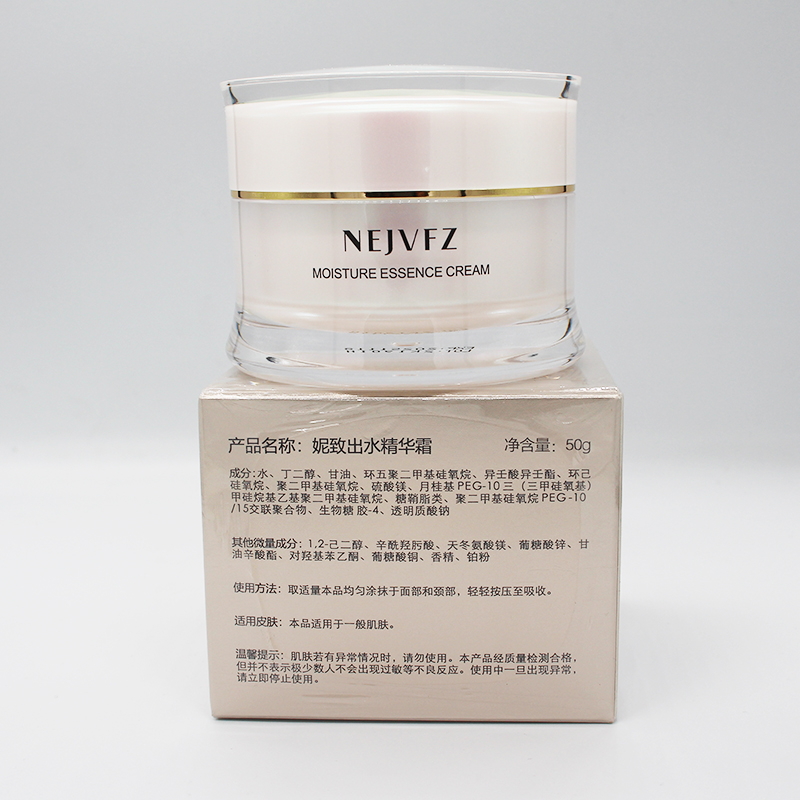 NEJVFZ
MOISTURE ESSENCE CREAM
产品名称：妮致出水精华霜 净含量：50g
成分:水、丁二醇、甘油、环五聚二甲基硅氧烷、异壬酸异壬酯、环己
硅氧烷、聚二甲基硅氧烷、硫酸镁、月桂基PEG-10三（三甲硅氧基）
甲硅烷基乙基聚二甲基硅氧烷、糖鞘脂类、聚二甲基硅氧烷PEG-10
/15交联聚合物、生物糖胶-4、透明质酸钠
其他微量成分：1,2-己二醇、辛酰羟肟酸、天冬氨酸镁、葡糖酸锌、甘
油辛酸酯、对羟基苯乙酮、葡糖酸铜、香精、铂粉
使用方法：取适量本品均匀涂抹于面部和颈部，轻轻按压至吸收。
适用皮肤：本品适用于一般肌肤。
温馨提示：肌肤若有异常情况时，请勿使用。本产品经质量检测合格，
但并不表示极少数人不会出现过敏等不良反应。使用中一旦出现异常，
请立即停止使用。